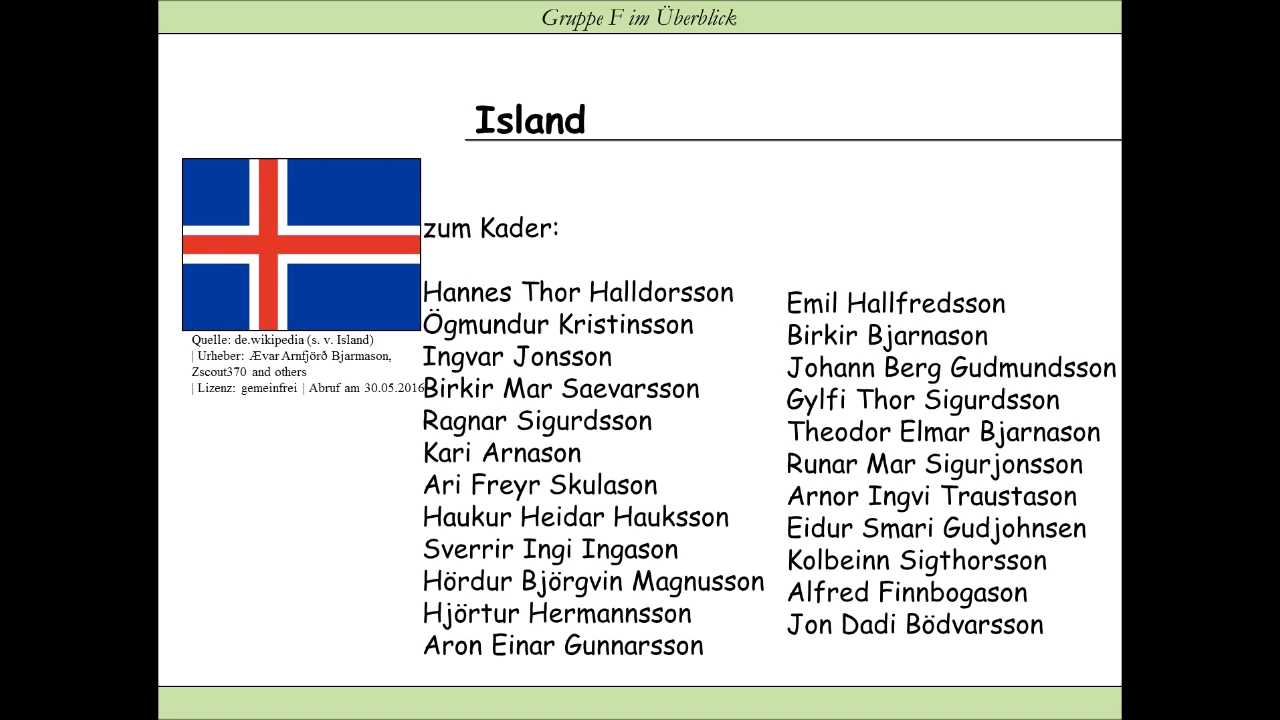 Gruppe F im Überblick
Island
Quelle: de.wikipedia (s. v. Island)
| Urheber: Ævar Arnfjörð Bjarmason,
Zscout370 and others
| Lizenz: gemeinfrei | Abruf am 30.05.2016
zum Kader:
Hannes Thor Halldorsson
Ögmundur Kristinsson
Ingvar Jonsson
Birkir Mar Saevarsson
Ragnar Sigurdsson
Kari Arnason
Ari Freyr Skulason
Haukur Heidar Hauksson
Sverrir Ingi Ingason
Hördur Björgvin Magnusson
Hjörtur Hermannsson
Aron Einar Gunnarsson
Emil Hallfredsson
Birkir Bjarnason
Johann Berg Gudmundsson
Gylfi Thor Sigurdsson
Theodor Elmar Bjarnason
Runar Mar Sigurjonsson
Arnor Ingvi Traustason
Eidur Smari Gudjohnsen
Kolbeinn Sigthorsson
Alfred Finnbogason
Jon Dadi Bödvarsson